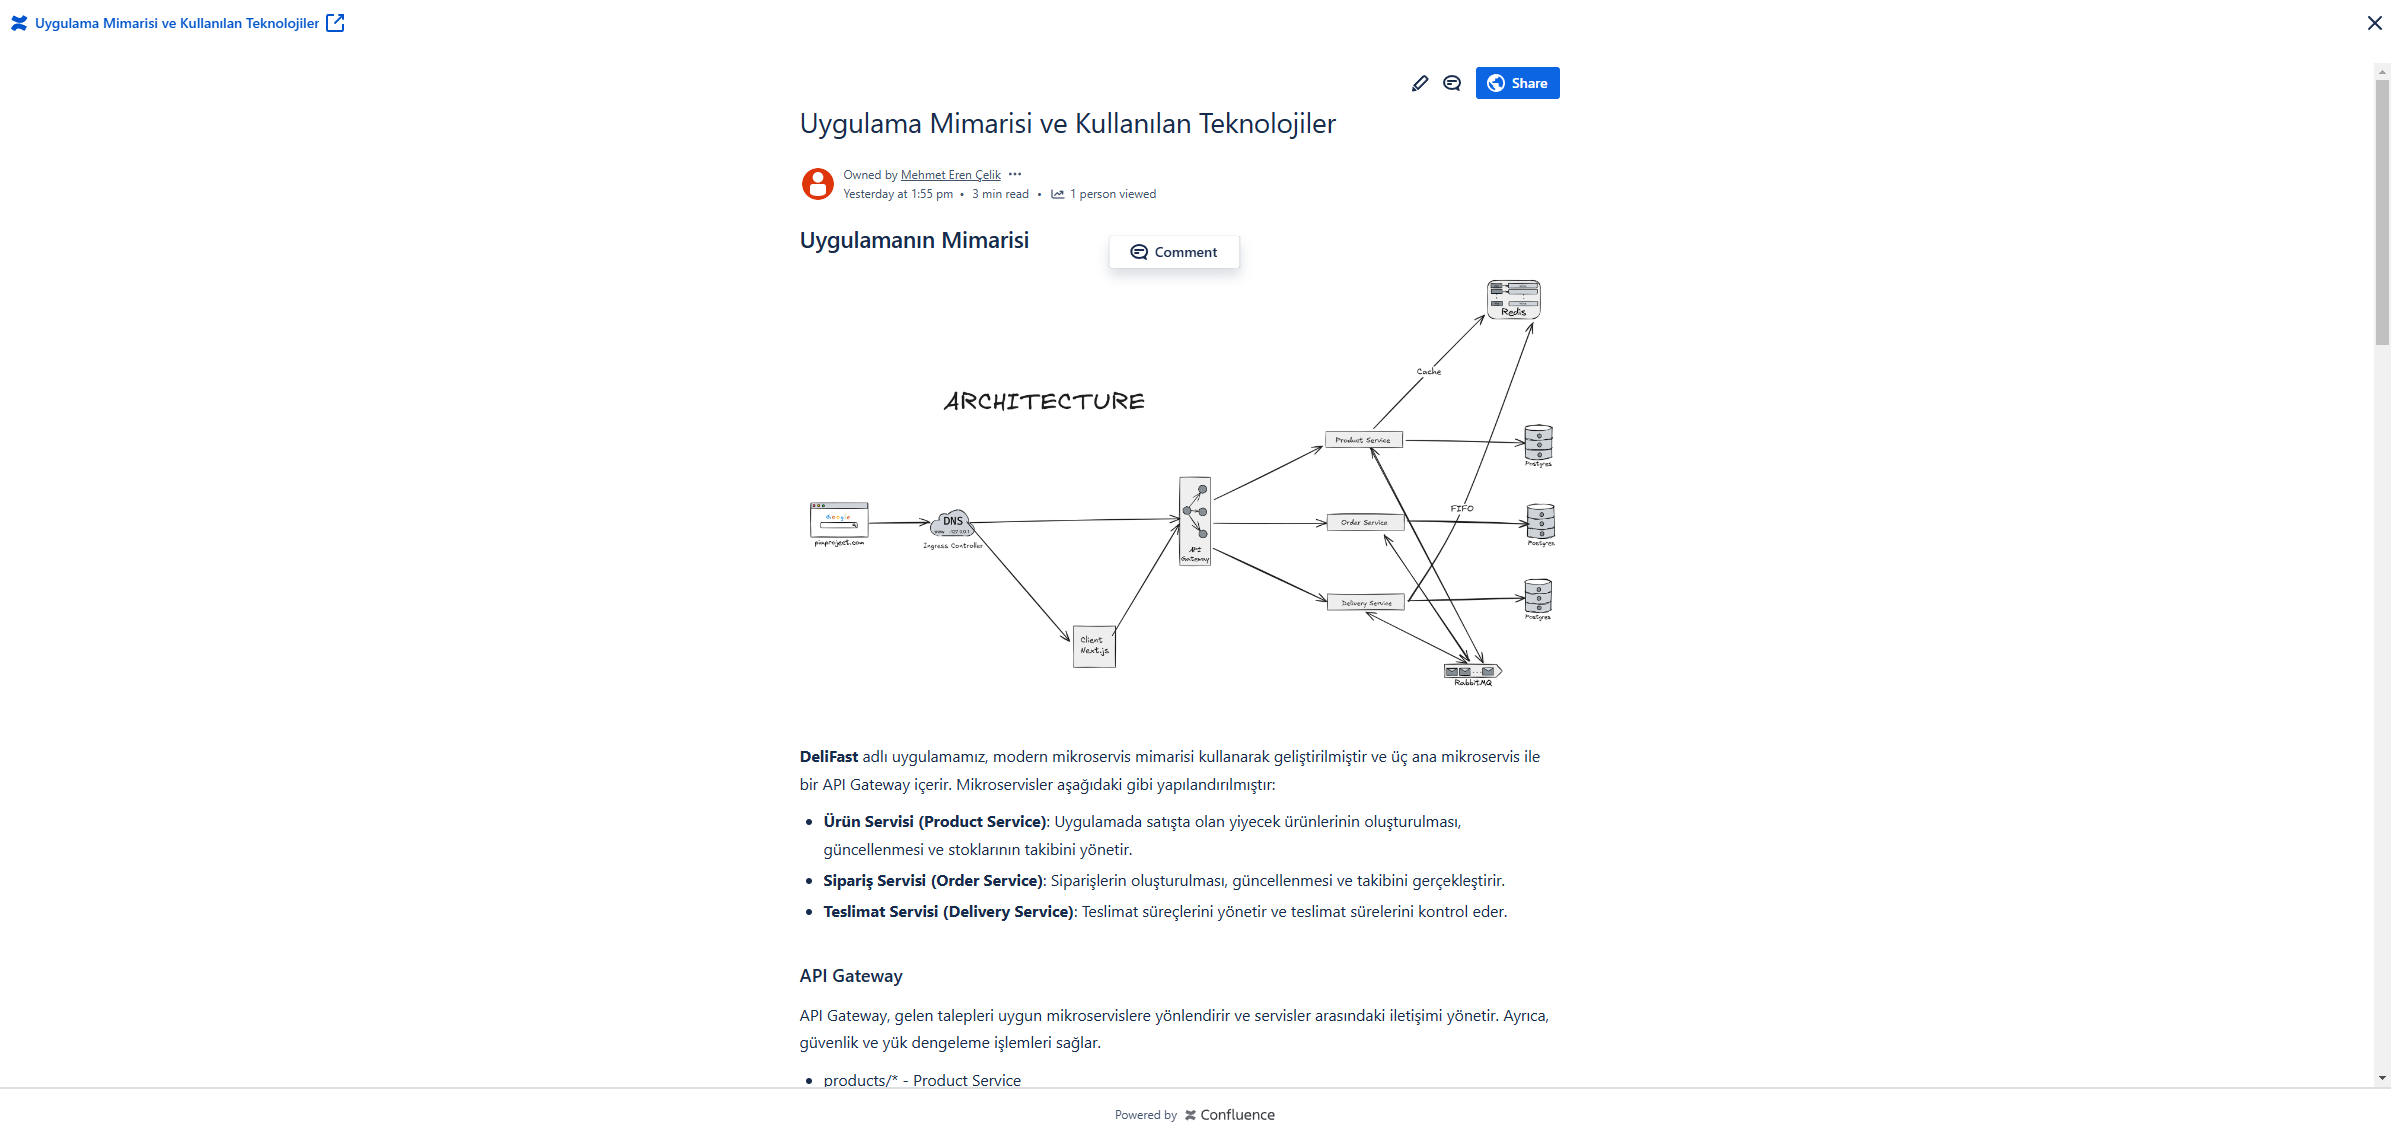 Uygulama Mimarisi ve Kullanılan Teknolojiler
Share
Uygulama Mimarisi ve Kullanılan Teknolojiler
Owned by Mehmet Eren Çelik •••
Yesterday at 1:55 pm • 3 min read • 1 person viewed
Uygulamanın Mimarisi
Comment
Redis
Cache
ARCHITECTURE
Product Service
Postgres
Google
pixproject.com
DNS
Ingress Controller
API
Gateway
FIFO
Order Service
Postgres
Delivery Service
Postgres
Client
Next.js
RabbitMQ
DeliFast adlı uygulamamız, modern mikroservis mimarisi kullanarak geliştirilmiştir ve üç ana mikroservis ile
bir API Gateway içerir. Mikroservisler aşağıdaki gibi yapılandırılmıştır:
• Ürün Servisi (Product Service): Uygulamada satışta olan yiyecek ürünlerinin oluşturulması,
güncellenmesi ve stoklarının takibini yönetir.
• Sipariş Servisi (Order Service): Siparişlerin oluşturulması, güncellenmesi ve takibini gerçekleştirir.
• Teslimat Servisi (Delivery Service): Teslimat süreçlerini yönetir ve teslimat sürelerini kontrol eder.
API Gateway
API Gateway, gelen talepleri uygun mikroservislere yönlendirir ve servisler arasındaki iletişimi yönetir. Ayrıca,
güvenlik ve yük dengeleme işlemleri sağlar.
• products/* - Product Service
Powered by Confluence